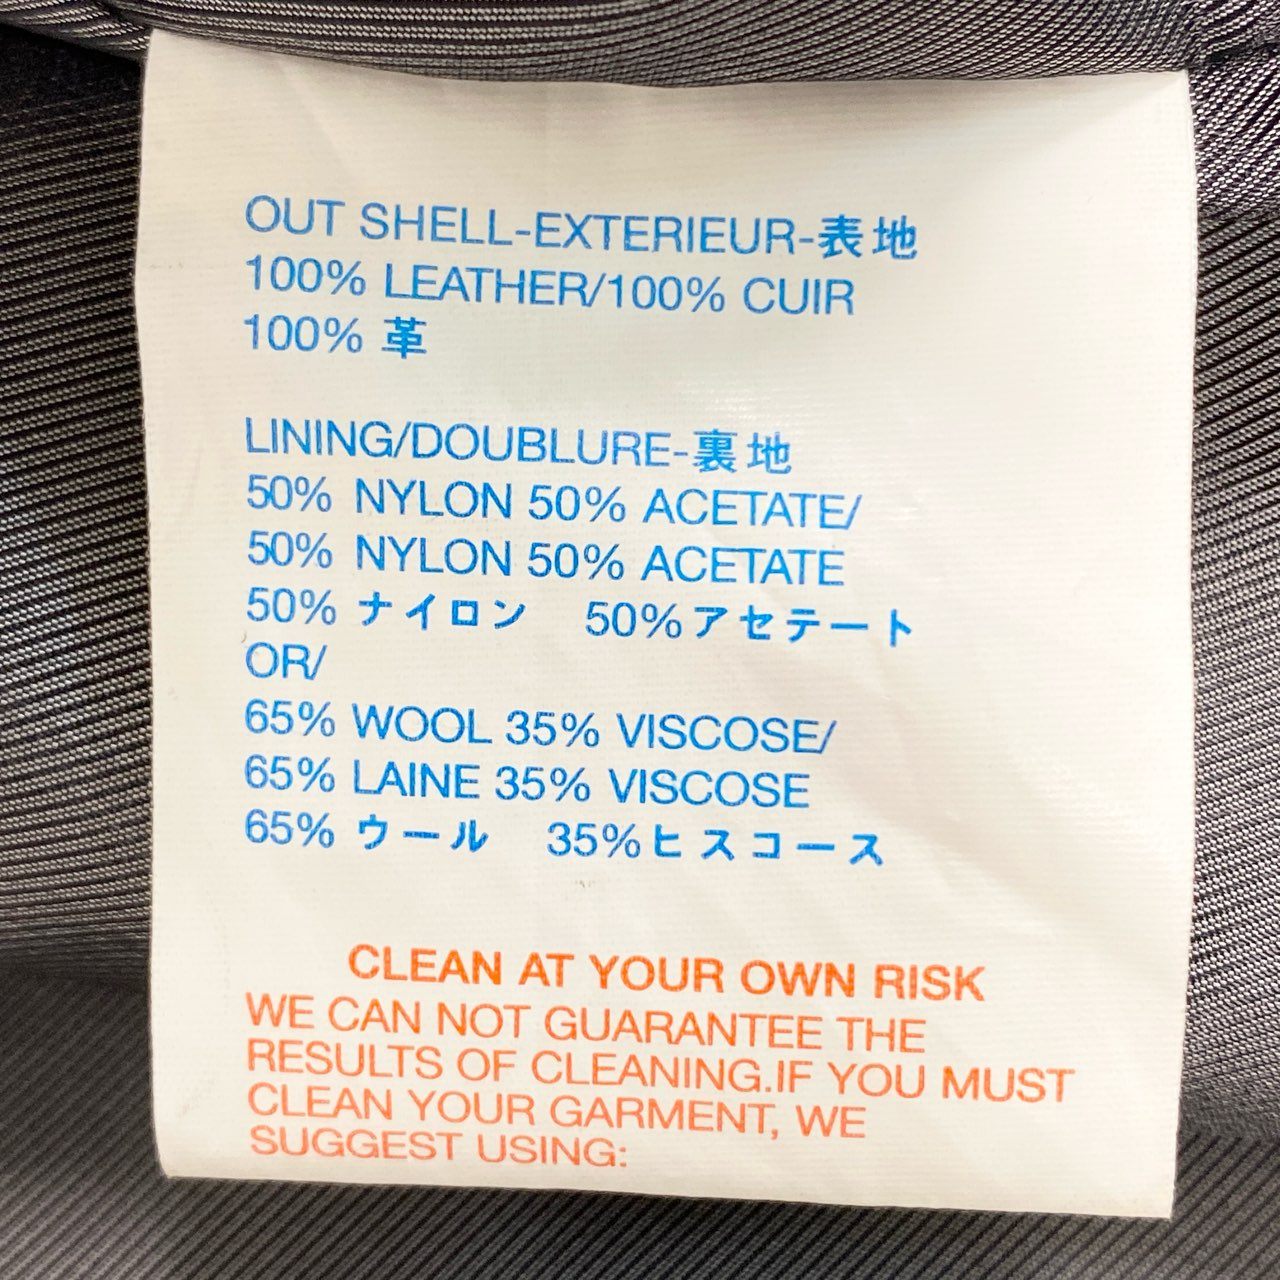 OUT SHELL-EXTERIEUR-表地
100% LEATHER/100% CUIR
100% 革
LINING/DOUBLURE-裏地
50% NYLON 50% ACETATE/
50% NYLON 50% ACETATE
50% ナイロン 50%アセテート
OR/
65% WOOL 35% VISCOSE/
65% LAINE 35% VISCOSE
65% ウール 35%ヒスコース
CLEAN AT YOUR OWN RISK
WE CAN NOT GUARANTEE THE
RESULTS OF CLEANING.IF YOU MUST
CLEAN YOUR GARMENT, WE
SUGGEST USING: